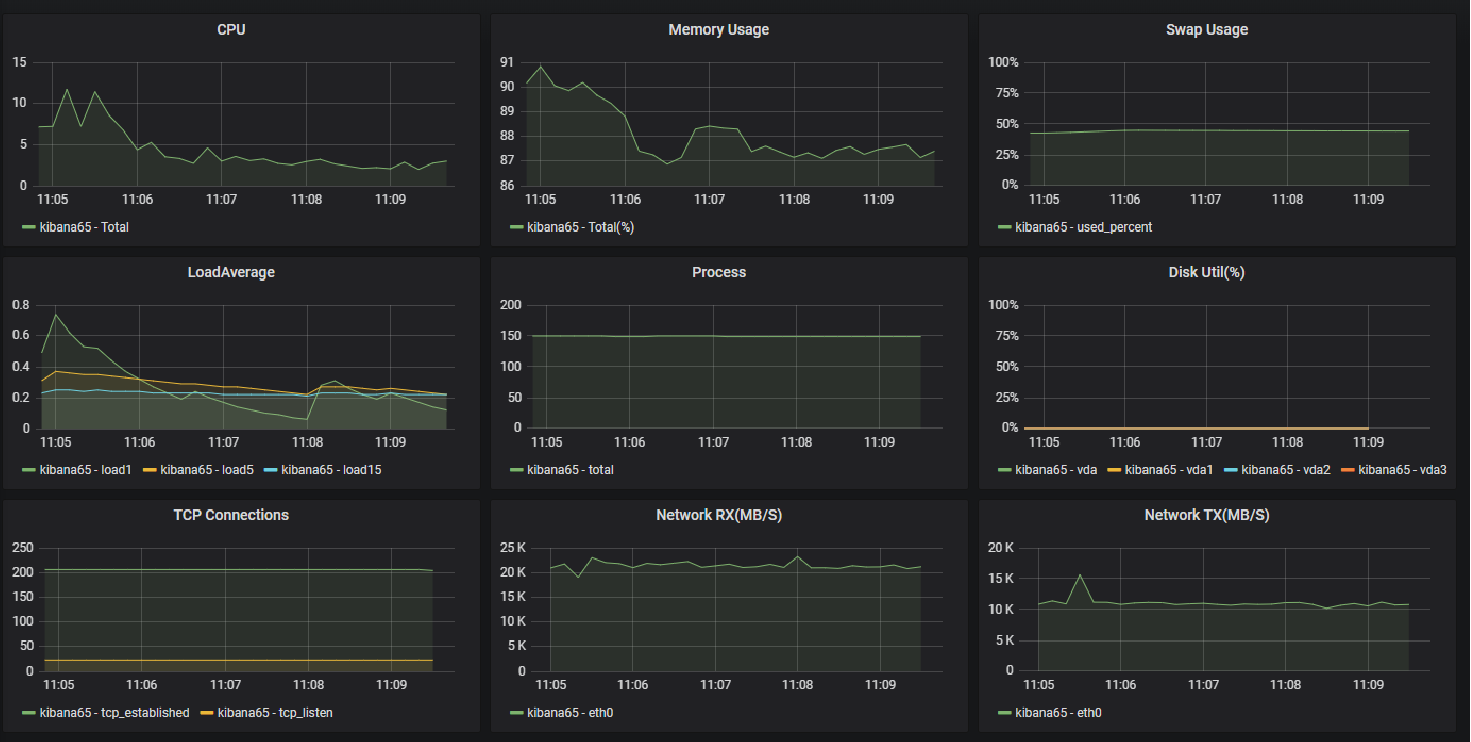 CPU
15
10
5
0
11:05 11:06 11:07 11:08 11:09
kibana65 - Total
Memory Usage
91
90
89
88
87
86
11:05 11:06 11:07 11:08 11:09
kibana65 - Total(%)
Swap Usage
100%
75%
50%
25%
0%
11:05 11:06 11:07 11:08 11:09
kibana65 - used_percent
LoadAverage
0.8
0.6
0.4
0.2
0
11:05 11:06 11:07 11:08 11:09
kibana65 - load1 kibana65 - load5 kibana65 - load15
Process
200
150
100
50
0
11:05 11:06 11:07 11:08 11:09
kibana65 - total
Disk Util(%)
100%
75%
50%
25%
0%
11:05 11:06 11:07 11:08 11:09
kibana65 - vda kibana65 - vda1 kibana65 - vda2 kibana65 - vda3
TCP Connections
250
200
150
100
50
0
11:05 11:06 11:07 11:08 11:09
kibana65 - tcp_established kibana65 - tcp_listen
Network RX(MB/S)
25 K
20 K
15 K
10 K
5 K
0
11:05 11:06 11:07 11:08 11:09
kibana65 - eth0
Network TX(MB/S)
20 K
15 K
10 K
5 K
0
11:05 11:06 11:07 11:08 11:09
kibana65 - eth0